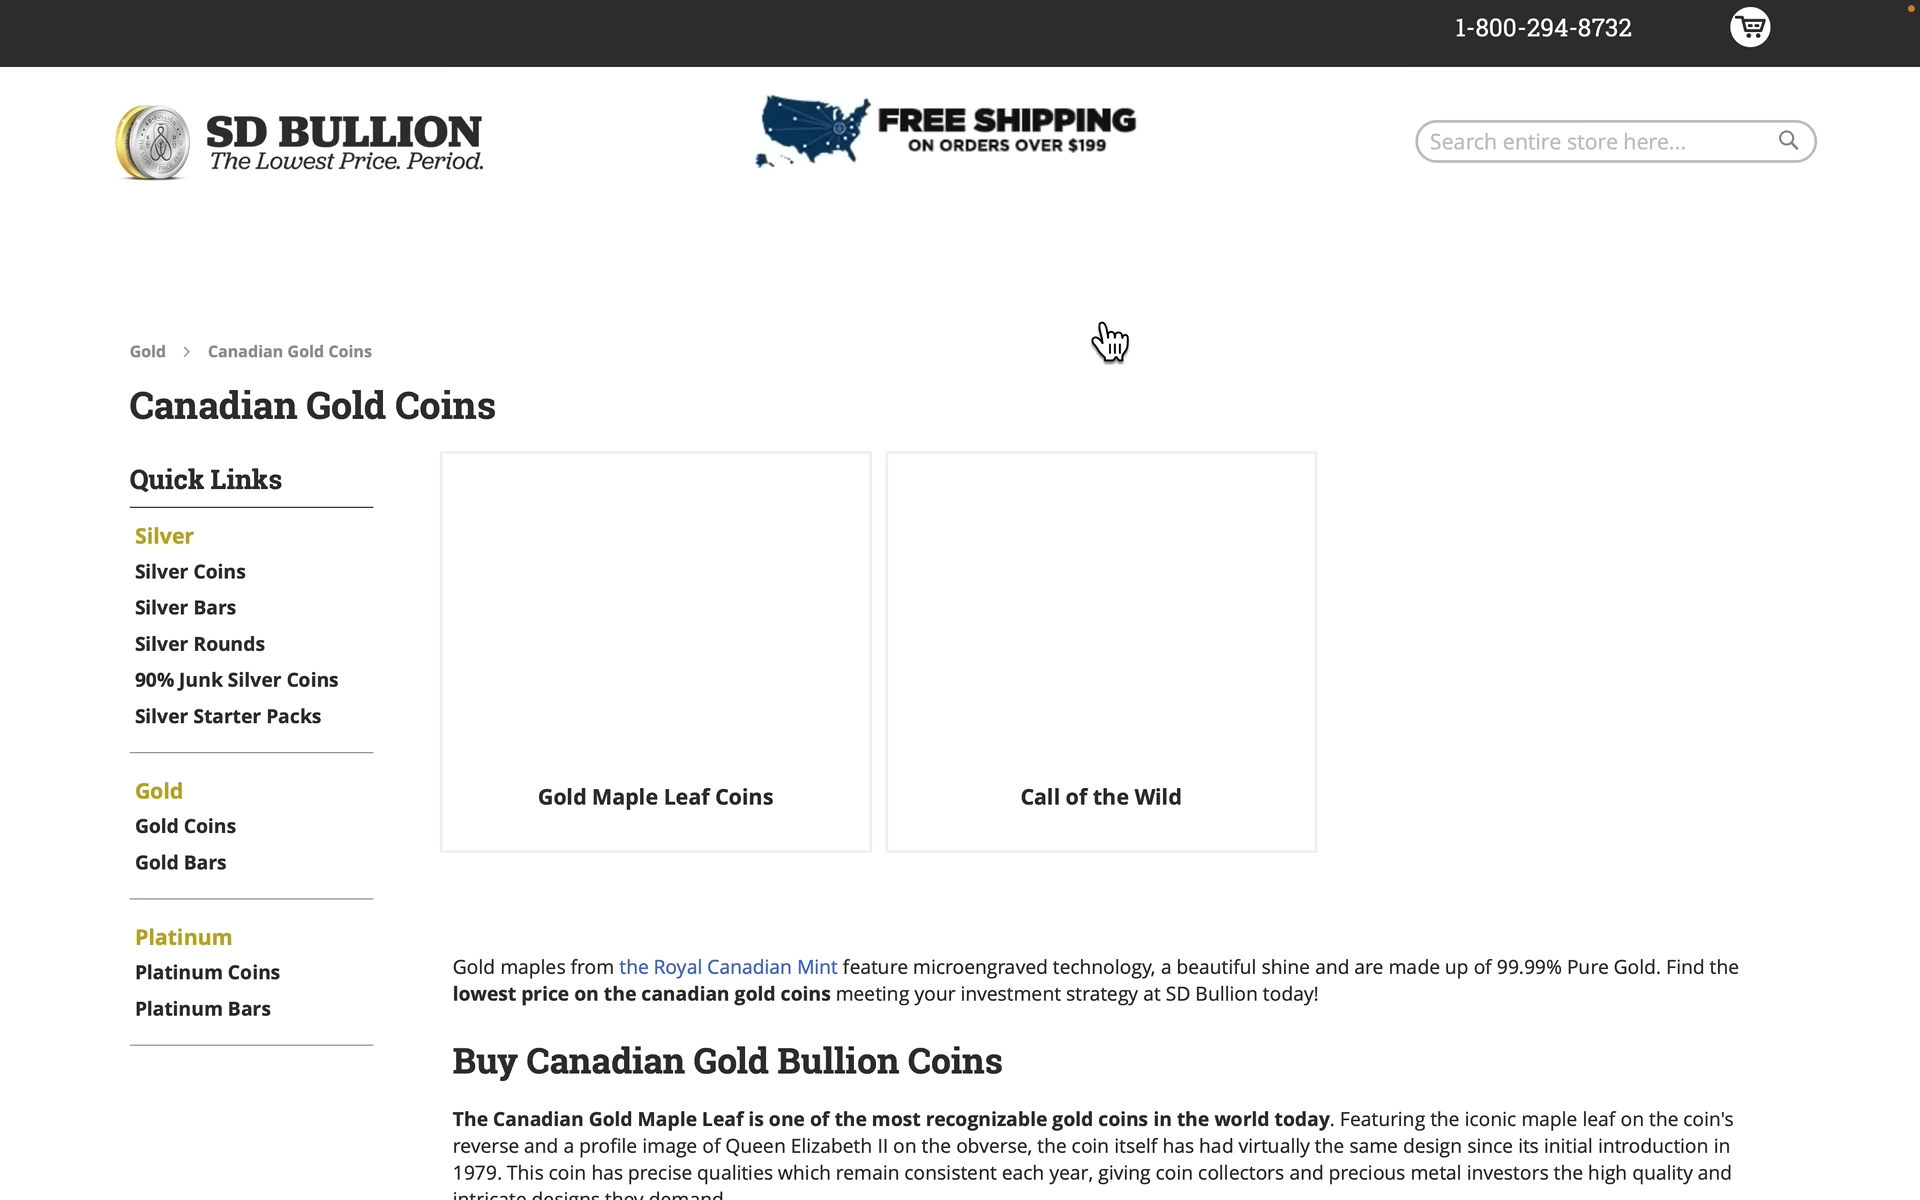 1-800-294-8732
SD BULLION
The Lowest Price. Period.
FREE SHIPPING
ON ORDERS OVER $199
Search entire store here...
Gold > Canadian Gold Coins
Canadian Gold Coins
Quick Links
Silver
Silver Coins
Silver Bars
Silver Rounds
90% Junk Silver Coins
Silver Starter Packs
Gold
Gold Coins
Gold Bars
Platinum
Platinum Coins
Platinum Bars
Gold Maple Leaf Coins
Call of the Wild
Gold maples from the Royal Canadian Mint feature microengraved technology, a beautiful shine and are made up of 99.99% Pure Gold. Find the
lowest price on the canadian gold coins meeting your investment strategy at SD Bullion today!
Buy Canadian Gold Bullion Coins
The Canadian Gold Maple Leaf is one of the most recognizable gold coins in the world today. Featuring the iconic maple leaf on the coin's
reverse and a profile image of Queen Elizabeth II on the obverse, the coin itself has had virtually the same design since its initial introduction in
1979. This coin has precise qualities which remain consistent each year, giving coin collectors and precious metal investors the high quality and
intricate designs they demand.